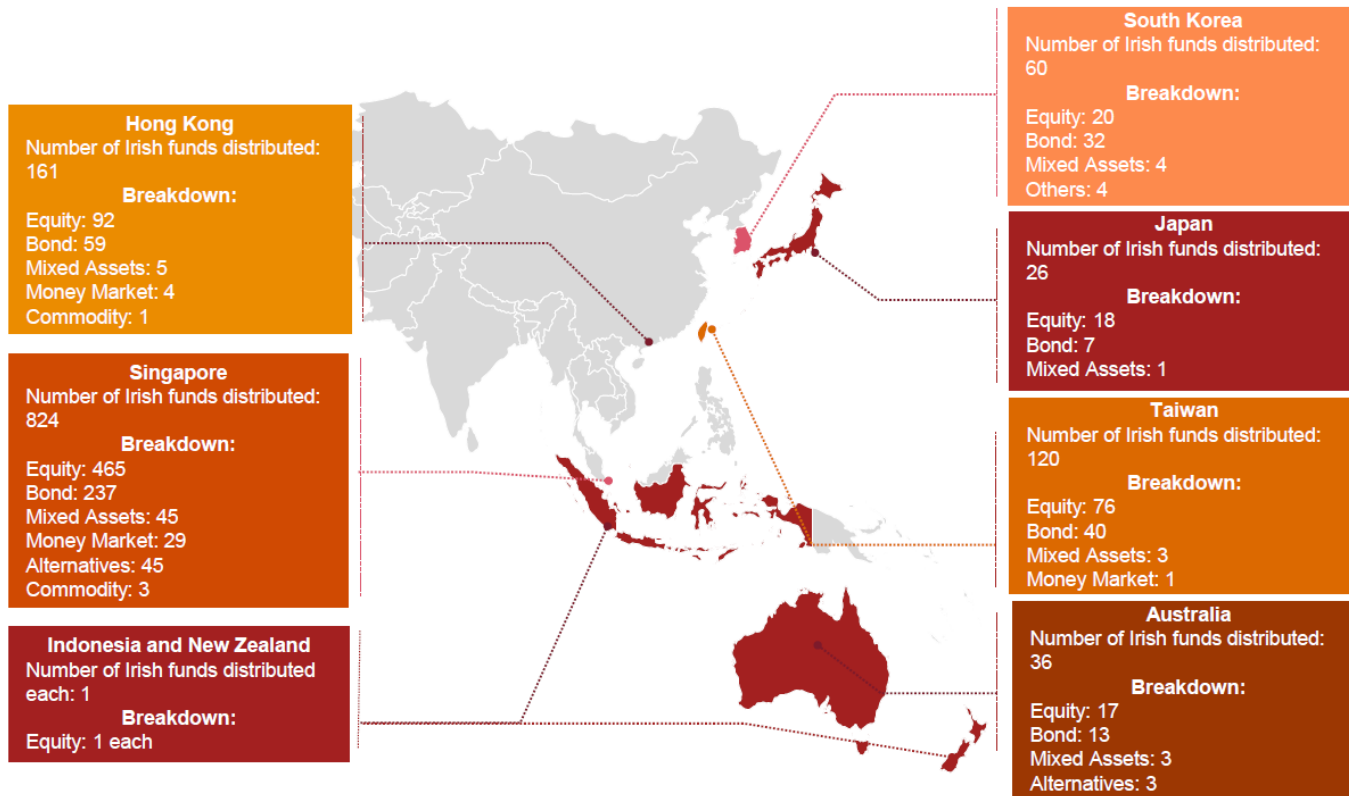 Hong Kong
Number of Irish funds distributed:
161
Breakdown:
Equity: 92
Bond: 59
Mixed Assets: 5
Money Market: 4
Commodity: 1
Singapore
Number of Irish funds distributed:
824
Breakdown:
Equity: 465
Bond: 237
Mixed Assets: 45
Money Market: 29
Alternatives: 45
Commodity: 3
Indonesia and New Zealand
Number of Irish funds distributed
each: 1
Breakdown:
Equity: 1 each
South Korea
Number of Irish funds distributed:
60
Breakdown:
Equity: 20
Bond: 32
Mixed Assets: 4
Others: 4
Japan
Number of Irish funds distributed:
26
Breakdown:
Equity: 18
Bond: 7
Mixed Assets: 1
Taiwan
Number of Irish funds distributed:
120
Breakdown:
Equity: 76
Bond: 40
Mixed Assets: 3
Money Market: 1
Australia
Number of Irish funds distributed:
36
Breakdown:
Equity: 17
Bond: 13
Mixed Assets: 3
Alternatives: 3